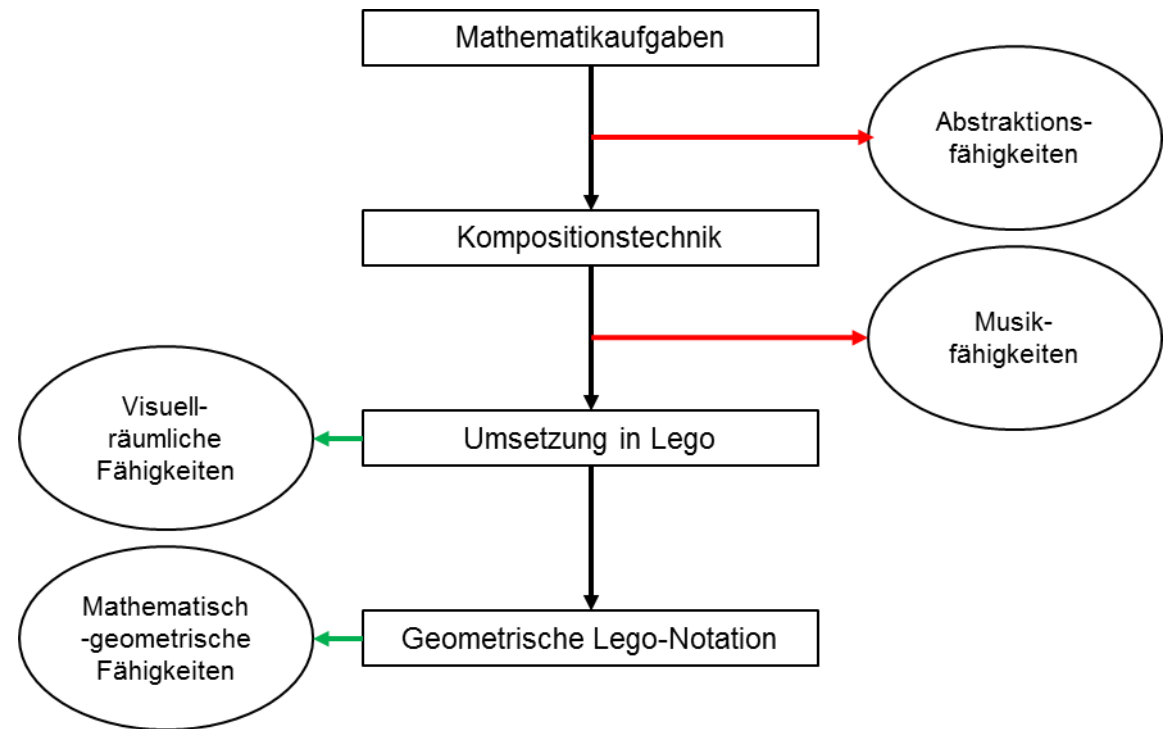 Mathematikaufgaben
Abstraktions-
fähigkeiten
Kompositionstechnik
Musik-
fähigkeiten
Visuell-
räumliche
Fähigkeiten
Umsetzung in Lego
Mathematisch
-geometrische
Fähigkeiten
Geometrische Lego-Notation